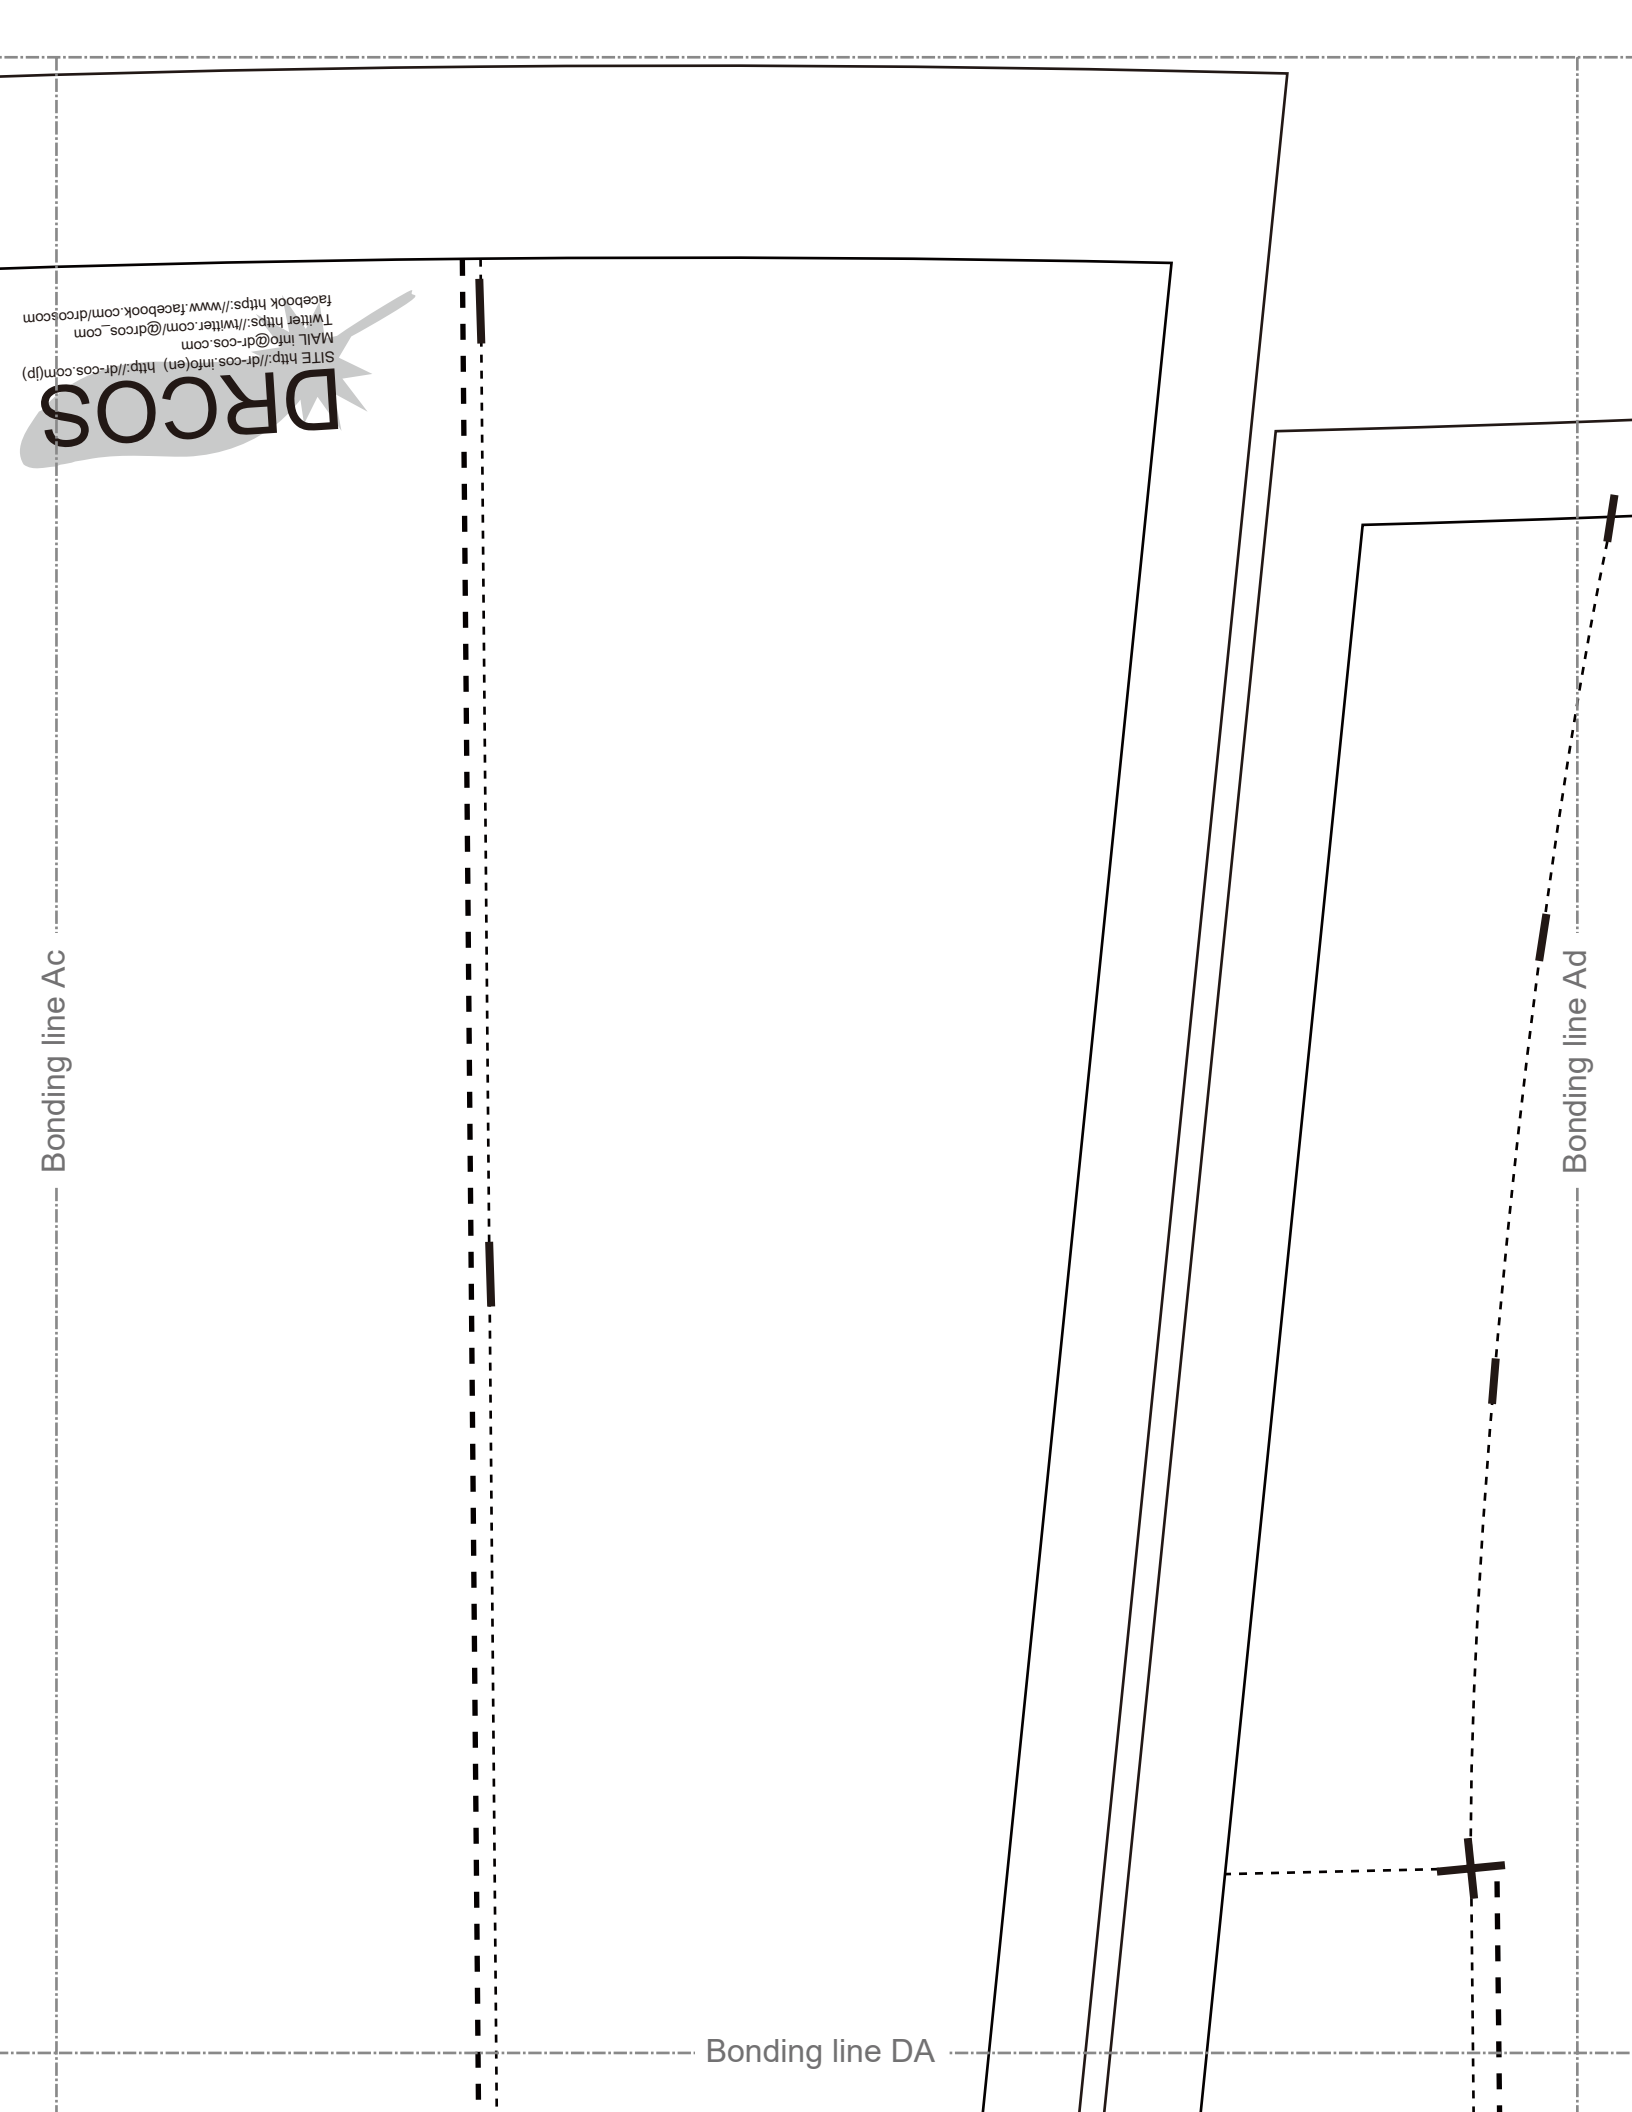 DRCOS
SITE http://dr-cos.info(en) http://dr-cos.com(jp)
MAIL info@dr-cos.com
Twitter https://twitter.com/@drcos_com
facebook https://www.facebook.com/drcoscom
Bonding line Ac
Bonding line Ad
Bonding line DA